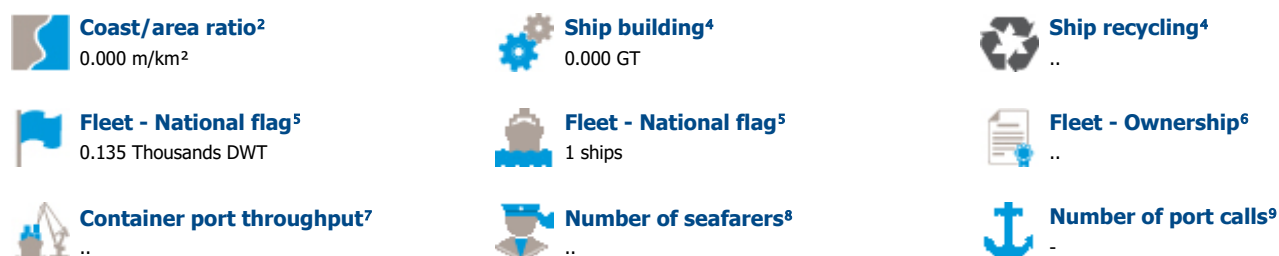 Coast/area ratio²
0.000 m/km²
Ship building⁴
0.000 GT
Ship recycling⁴
..
Fleet - National flag⁵
0.135 Thousands DWT
Fleet - National flag⁵
1 ships
Fleet - Ownership⁶
..
Container port throughput⁷
..
Number of seafarers⁸
..
Number of port calls⁹
-